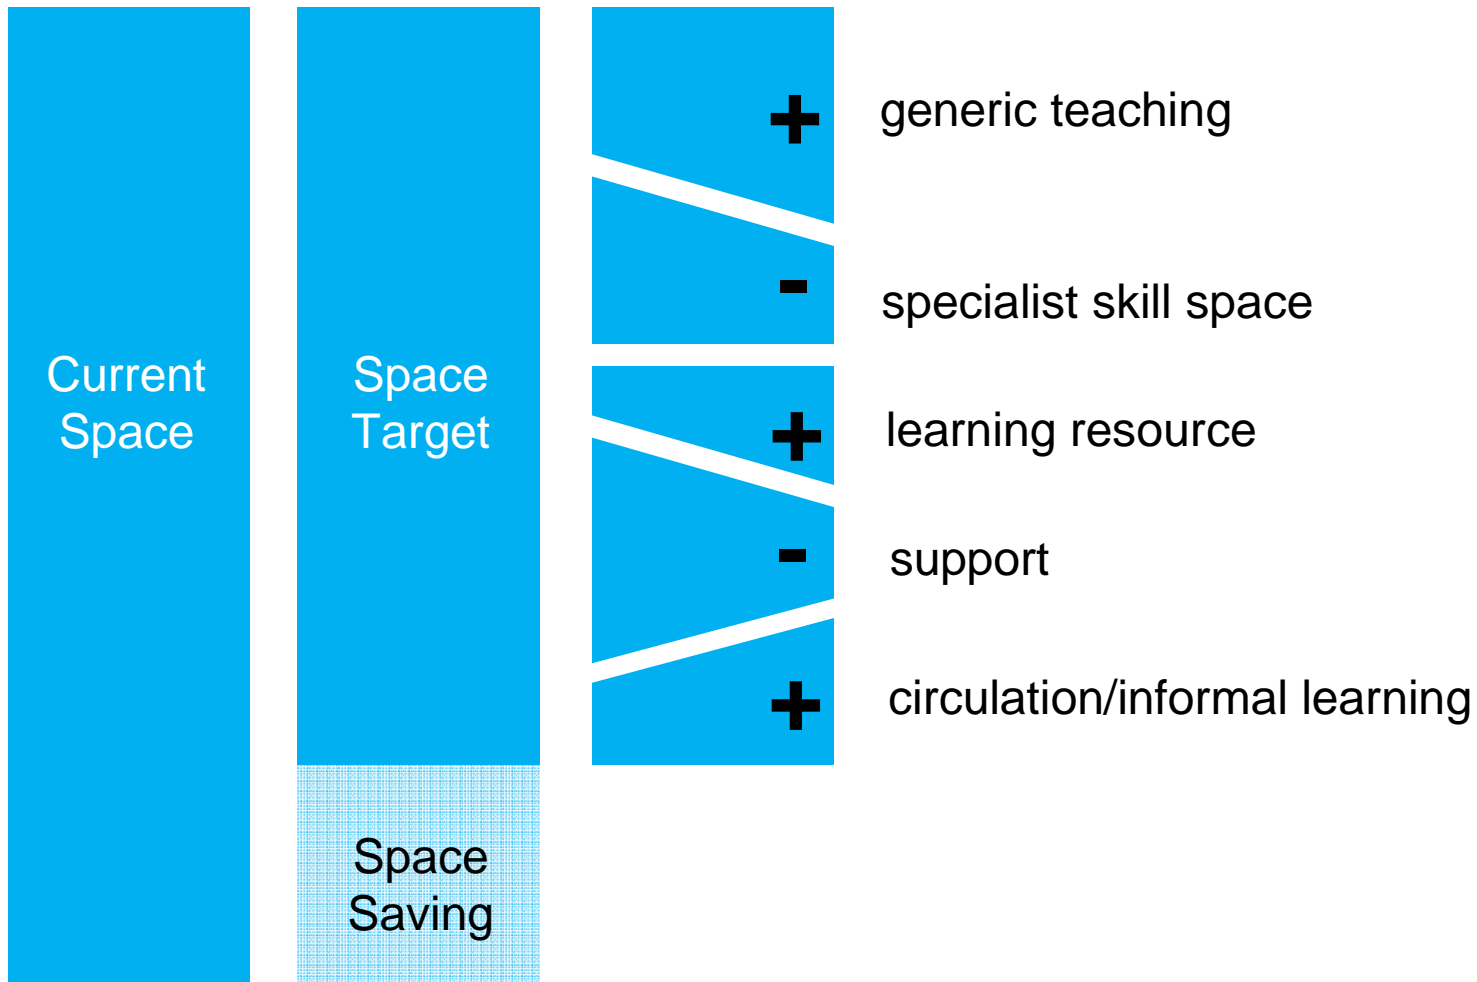 Current
Space
Space
Target
Space
Saving
+
generic teaching
-
specialist skill space
+
learning resource
-
support
+
circulation/informal learning